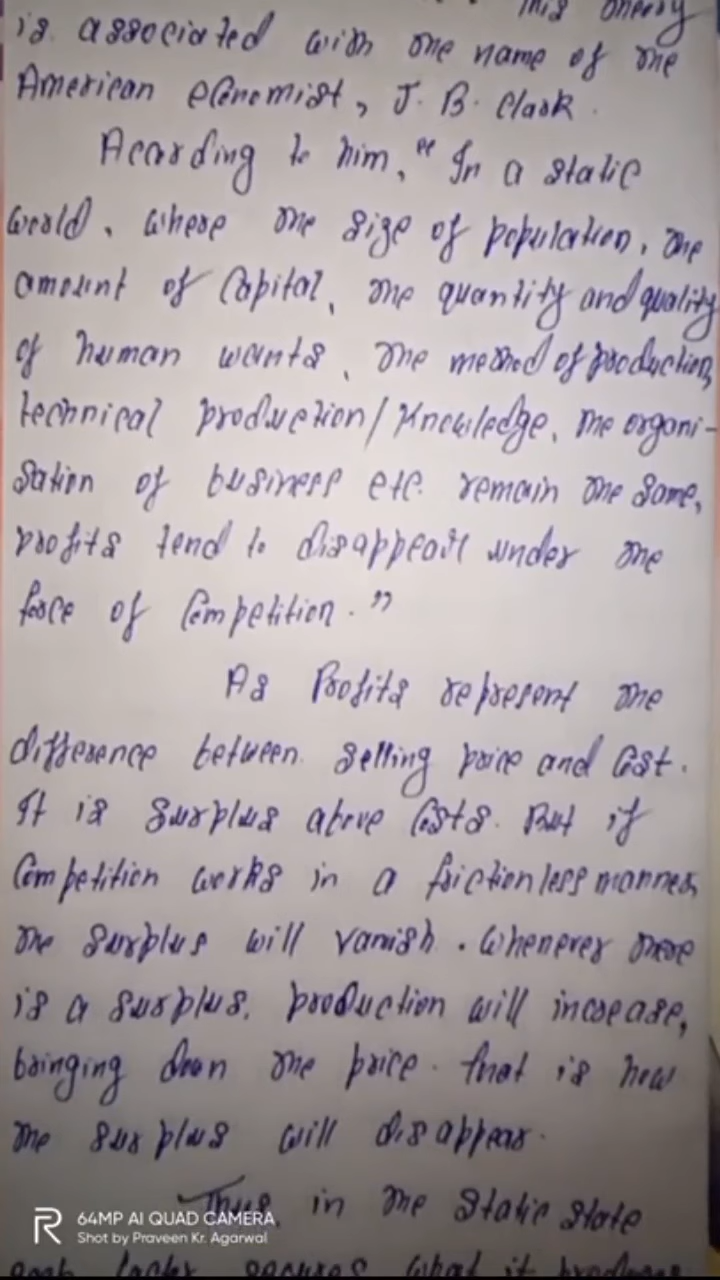 This theory
is associated with the name of the
American economist, J. B. Clark.
Acording to him, "In a static
world, where the size of population, the
amount of Capital, the quantity and quality
of human wants, the method of production,
technical production/Knowledge, the organi-
sation of business etc. remain the same,
profits tend to disappear under the
force of Competition."
As Profits represent the
difference between selling price and Cost.
It is surplus above Costs. But if
Competition works in a frictionless manner,
the surplus will vanish. Whenever there
is a surplus, production will increase,
bringing down the price. that is how
the surplus will disappear.
Thus, in the static state
secures what it
64MP AI QUAD CAMERA
Shot by Praveen Kr. Agarwal